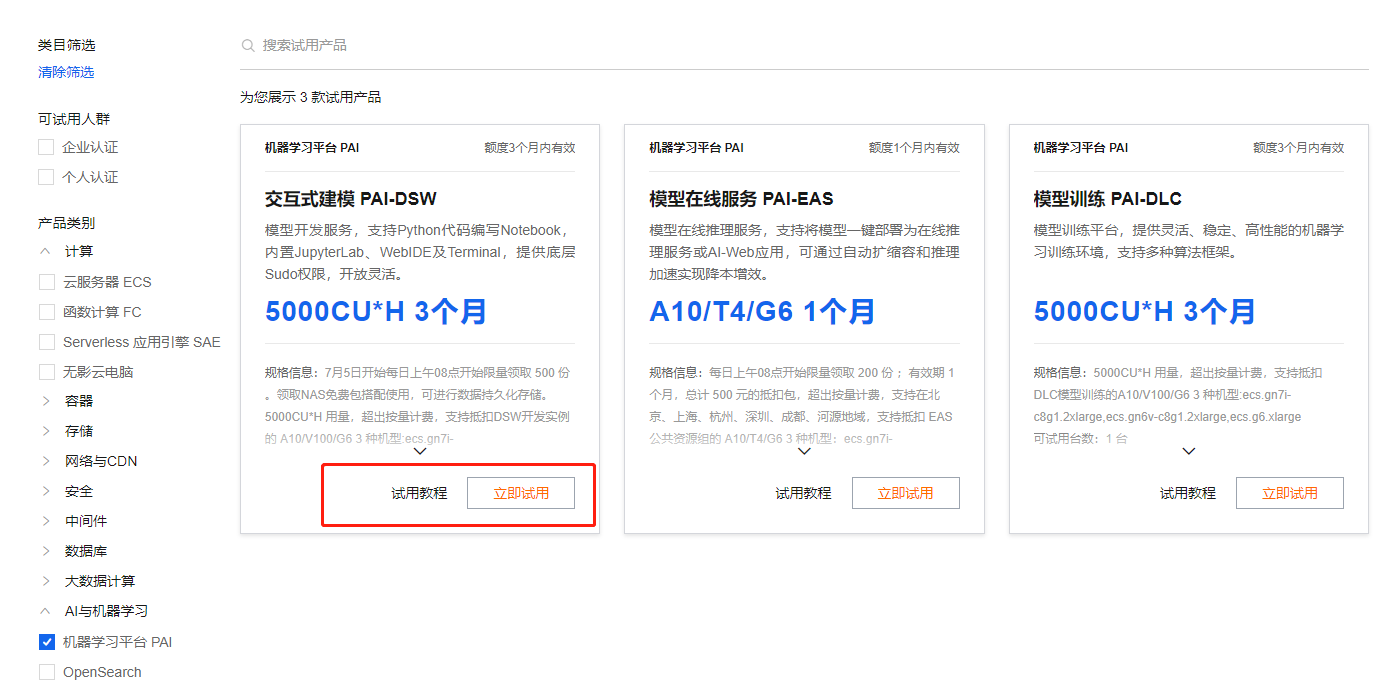 类目筛选
清除筛选
可试用人群
企业认证
个人认证
产品类别
计算
云服务器 ECS
函数计算 FC
Serverless 应用引擎 SAE
无影云电脑
容器
存储
网络与CDN
安全
中间件
数据库
大数据计算
AI与机器学习
机器学习平台 PAI
OpenSearch
搜索试用产品
为您展示 3 款试用产品
机器学习平台 PAI
额度3个月内有效
交互式建模 PAI-DSW
模型开发服务，支持Python代码编写Notebook，
内置JupyterLab、WebIDE及Terminal，提供底层
Sudo权限，开放灵活。
5000CU*H 3个月
规格信息：7月5日开始每日上午08点开始限量领取 500 份
。领取NAS免费包搭配使用，可进行数据持久化存储。
5000CU*H 用量，超出按量计费，支持抵扣DSW开发实例
的 A10/V100/G6 3 种机型:ecs.gn7i-
试用教程
立即试用
机器学习平台 PAI
额度1个月内有效
模型在线服务 PAI-EAS
模型在线推理服务，支持将模型一键部署为在线推
理服务或AI-Web应用，可通过自动扩缩容和推理
加速实现降本增效。
A10/T4/G6 1个月
规格信息：每日上午08点开始限量领取 200 份 ；有效期 1
个月，总计 500 元的抵扣包，超出按量计费，支持在北
京、上海、杭州、深圳、成都、河源地域，支持抵扣 EAS
公共资源组的 A10/T4/G6 3 种机型：ecs.gn7i-
试用教程
立即试用
机器学习平台 PAI
额度3个月内有效
模型训练 PAI-DLC
模型训练平台，提供灵活、稳定、高性能的机器学
习训练环境，支持多种算法框架。
5000CU*H 3个月
规格信息：5000CU*H 用量，超出按量计费，支持抵扣
DLC模型训练的A10/V100/G6 3 种机型:ecs.gn7i-
c8g1.2xlarge,ecs.gn6v-c8g1.2xlarge,ecs.g6.xlarge
可试用台数：1 台
试用教程
立即试用